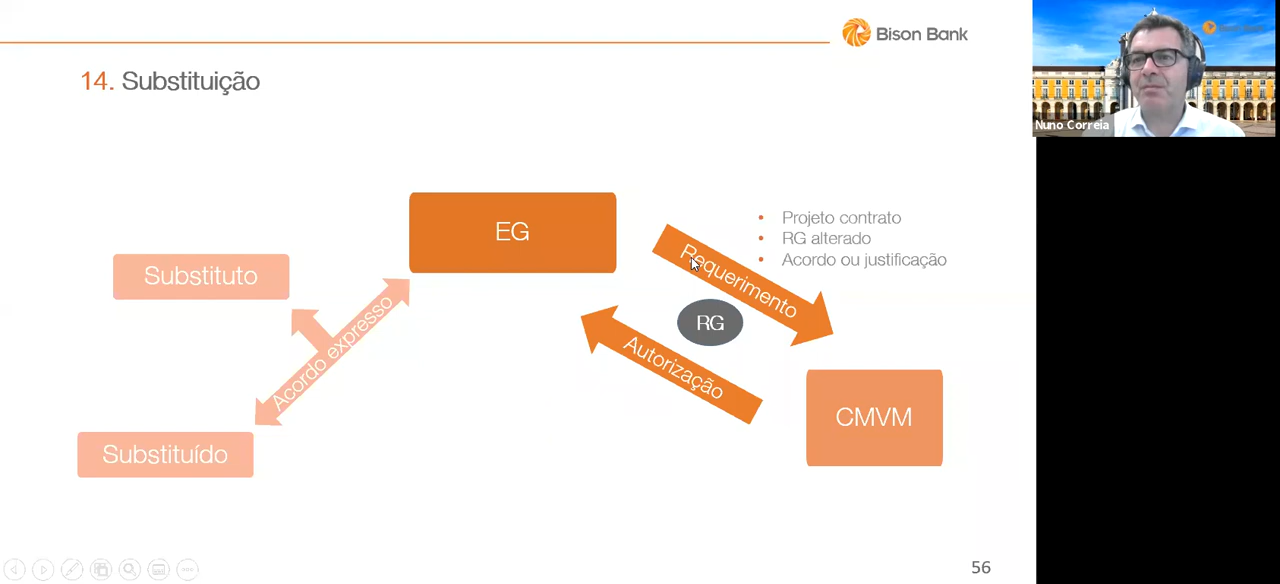 Bison Bank
14. Substituição
Nuno Correia
EG
Requerimento
• Projeto contrato
• RG alterado
• Acordo ou justificação
Substituto
Acordo expresso
RG
Autorização
CMVM
Substituído
56